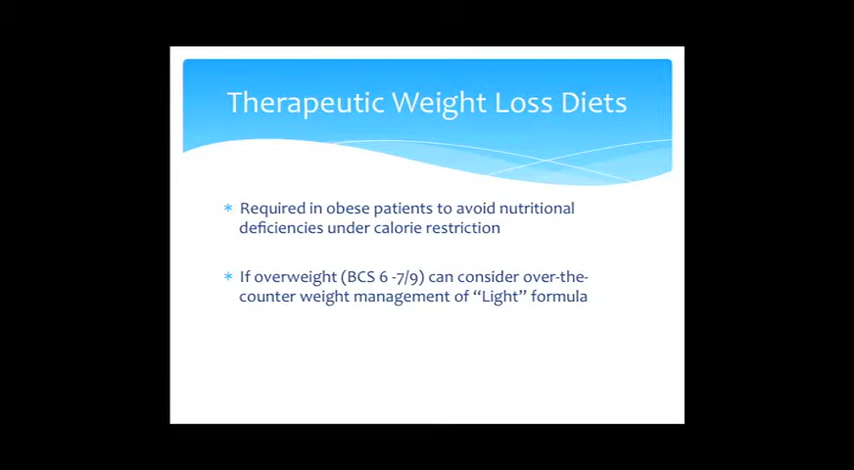 Therapeutic Weight Loss Diets
* Required in obese patients to avoid nutritional
deficiencies under calorie restriction
* If overweight (BCS 6 -7/9) can consider over-the-
counter weight management of “Light” formula